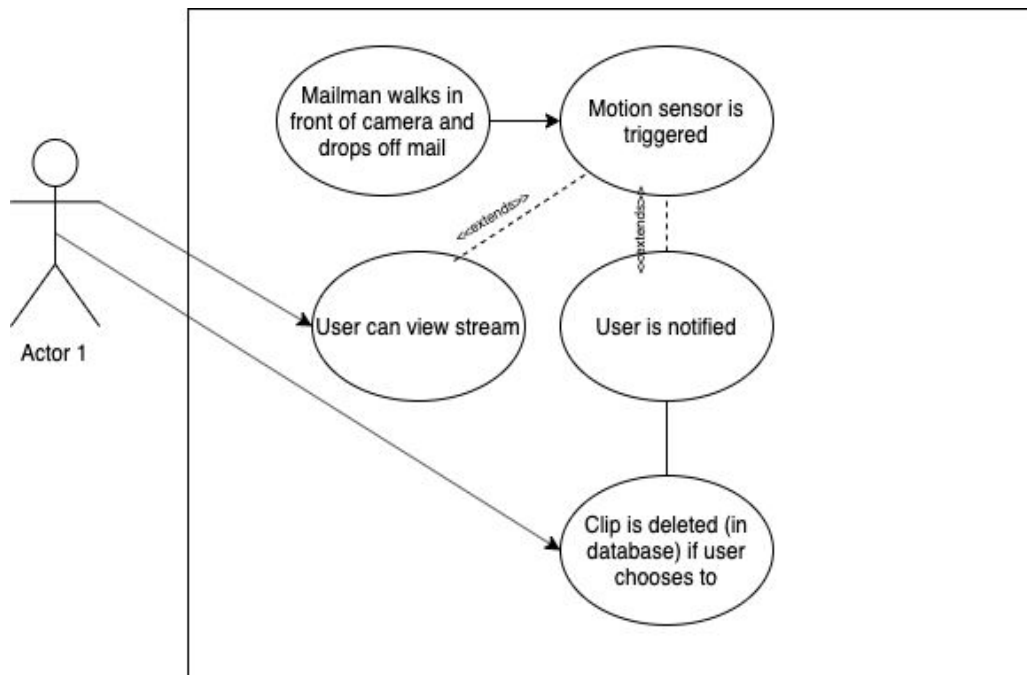 Mailman walks in
front of camera and
drops off mail
Motion sensor is
triggered
<<extends>>
<<extends>>
User can view stream
User is notified
Actor 1
Clip is deleted (in
database) if user
chooses to